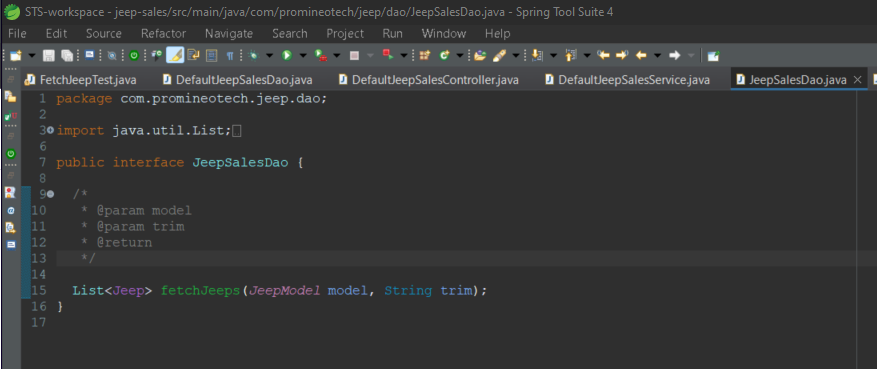 STS-workspace - jeep-sales/src/main/java/com/promineotech/jeep/dao/JeepSalesDao.java - Spring Tool Suite 4
File Edit Source Refactor Navigate Search Project Run Window Help
FetchJeepTest.java DefaultJeepSalesDao.java DefaultJeepSalesController.java DefaultJeepSalesService.java JeepSalesDao.java
1 package com.promineotech.jeep.dao;
2
3 import java.util.List;
6
7 public interface JeepSalesDao {
8
9 /*
10 * @param model
11 * @param trim
12 * @return
13 */
14
15 List<Jeep> fetchJeeps(JeepModel model, String trim);
16 }
17